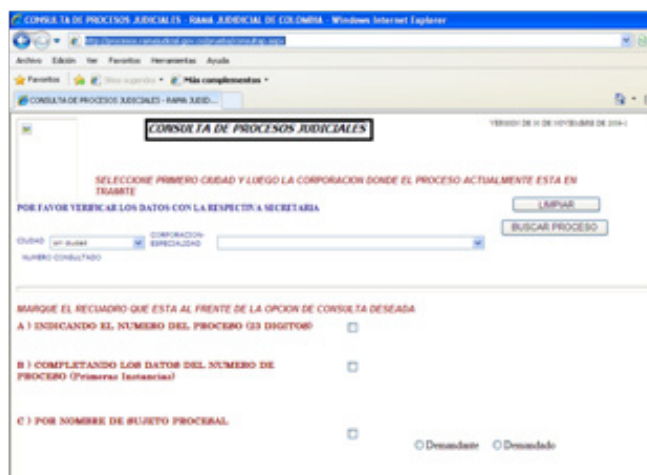 CONSULTA DE PROCESOS JUDICIALES - RAMA JUDIDICIAL DE COLOMBIA - Windows Internet Explorer
Archivo Edición Ver Favoritos Herramientas Ayuda
Favoritos Sitios sugeridos Más complementos
CONSULTA DE PROCESOS JUDICIALES - RAMA JUDID...
CONSULTA DE PROCESOS JUDICIALES
SELECCIONE PRIMERO CIUDAD Y LUEGO LA CORPORACION DONDE EL PROCESO ACTUALMENTE ESTA EN
TRAMITE
POR FAVOR VERIFICAR LOS DATOS CON LA RESPECTIVA SECRETARIA
LIMPIAR
BUSCAR PROCESO
CIUDAD CORPORACION-
ESPECIALIDAD
NUMERO CONSULTADO
MARQUE EL RECUADRO QUE ESTA AL FRENTE DE LA OPCION DE CONSULTA DESEADA
A ) INDICANDO EL NUMERO DEL PROCESO (23 DIGITOS)
B ) COMPLETANDO LOS DATOS DEL NUMERO DE
PROCESO (Primeras Instancias)
C ) POR NOMBRE DE SUJETO PROCESAL
Demandante Demandado